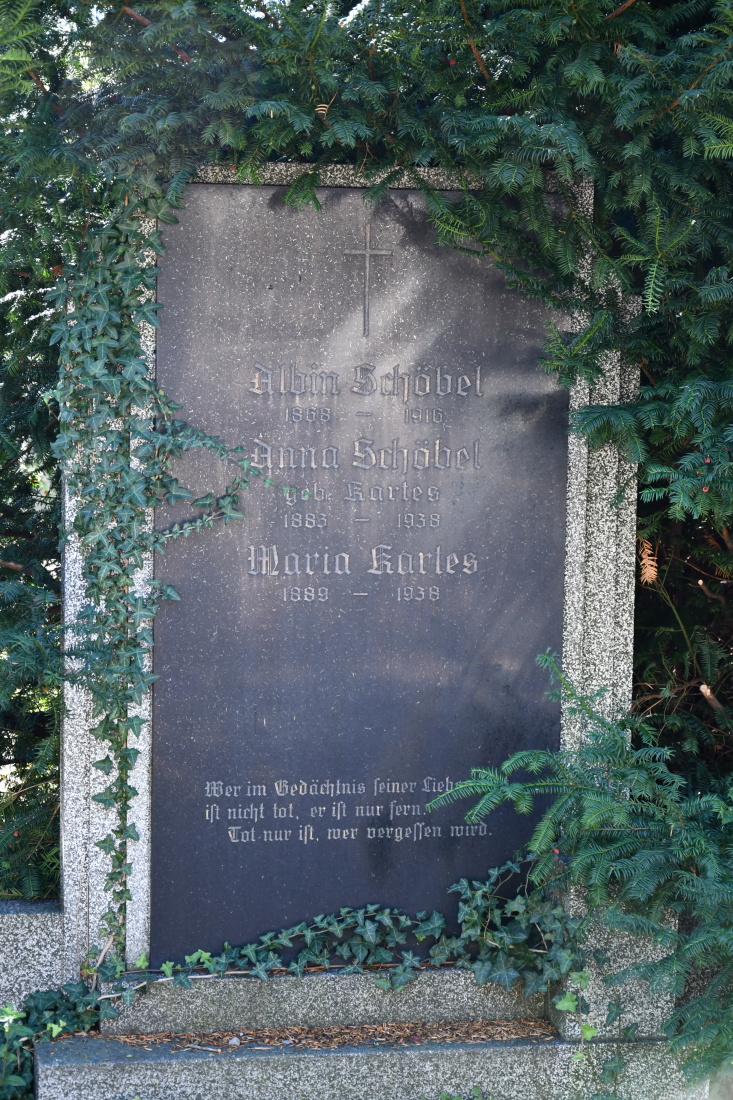 Albin Schöbel
1868 — 1916
Anna Schöbel
geb. Kartes
1883 — 1938
Maria Kartes
1889 — 1938
Wer im Gedächtnis seiner
ist nicht tot, er ist nur fern.
Tot nur ist, wer vergessen wird.